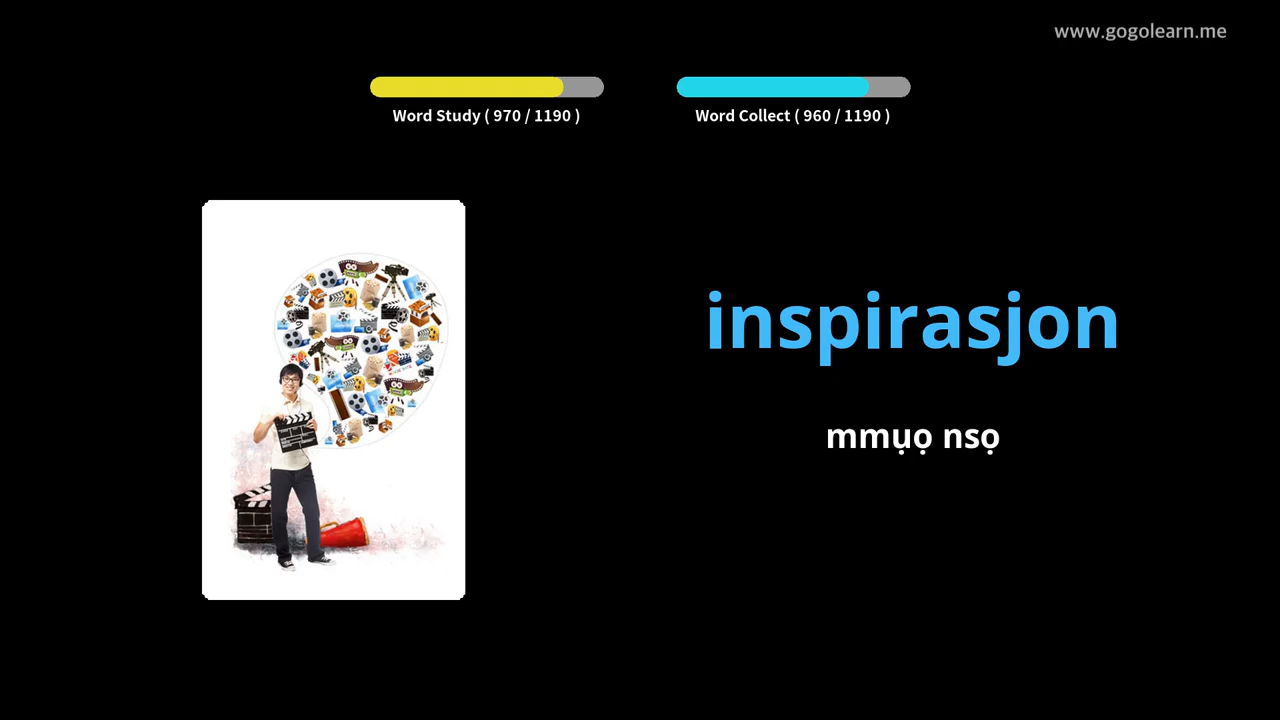 www.gogolearn.me
Word Study ( 970 / 1190 )
Word Collect ( 960 / 1190 )
inspirasjon
mmụọ nsọ